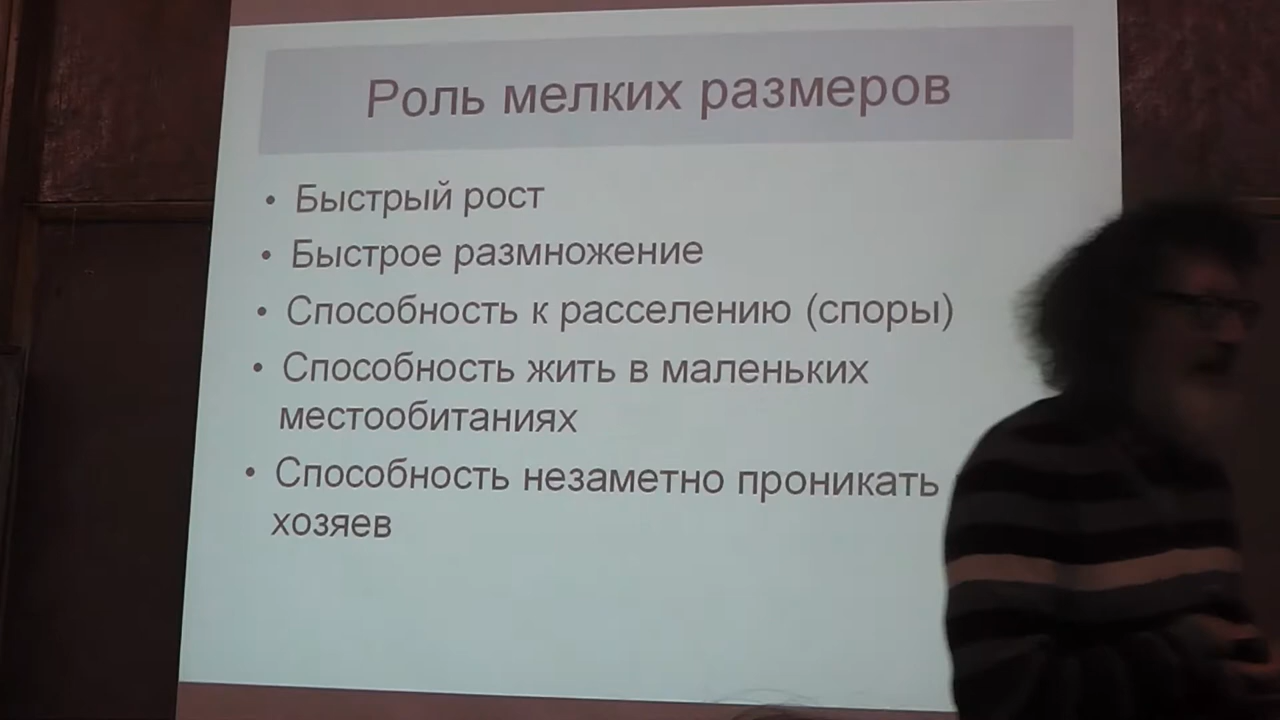 Роль мелких размеров
• Быстрый рост
• Быстрое размножение
• Способность к расселению (споры)
• Способность жить в маленьких
местообитаниях
• Способность незаметно проникать
хозяев